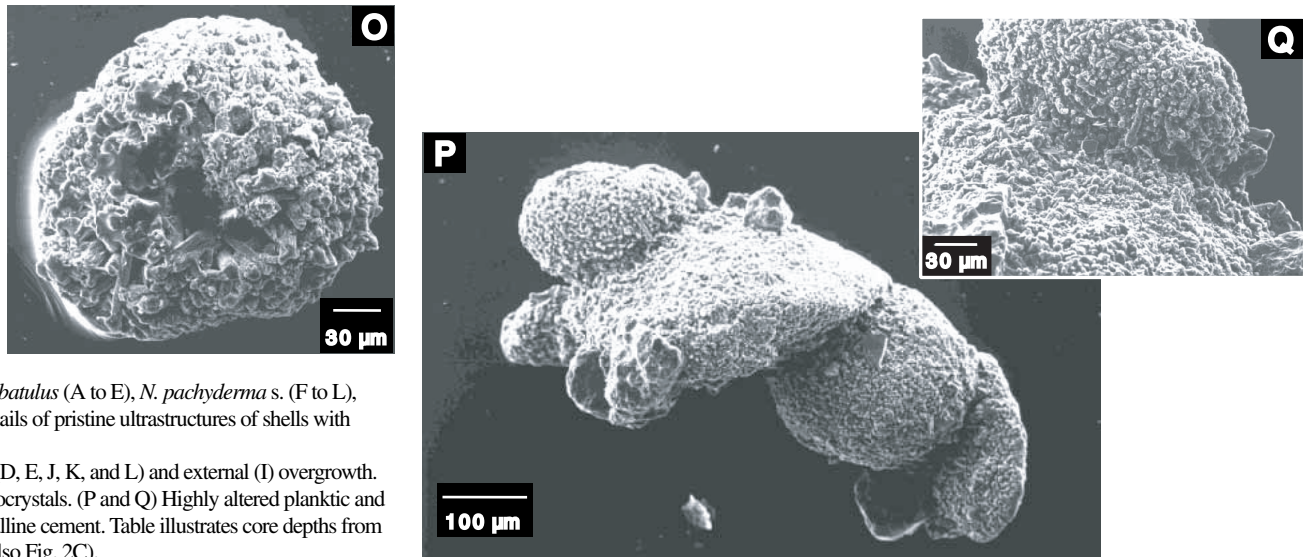 O
30 µm
P
100 µm
Q
30 µm
batulus (A to E), N. pachyderma s. (F to L),
ails of pristine ultrastructures of shells with
D, E, J, K, and L) and external (I) overgrowth.
ocrystals. (P and Q) Highly altered planktic and
lline cement. Table illustrates core depths from
lso Fig. 2C).